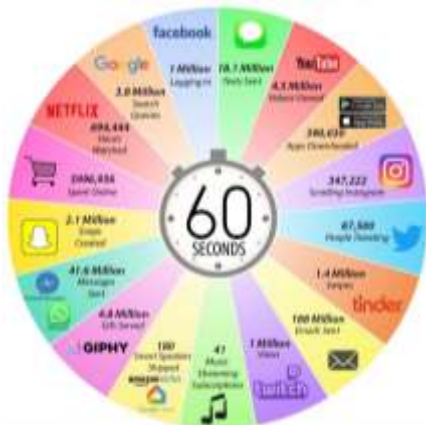 facebook
1 Million
Logging In
18.1 Million
Texts Sent
YouTube
4.5 Million
Videos Viewed
390,030
Apps Downloaded
347,222
Scrolling Instagram
87,500
People Tweeting
1.4 Million
Swipes
tinder
188 Million
Emails Sent
1 Million
Views
twitch
41
Music
Streaming
Subscriptions
180
Smart Speakers
Shipped
amazon echo
4.8 Million
Gifs Served
GIPHY
41.6 Million
Messages
Sent
2.1 Million
Snaps
Created
$996,956
Spent Online
NETFLIX
694,444
Hours
Watched
Google
3.8 Million
Search
Queries
60
SECONDS